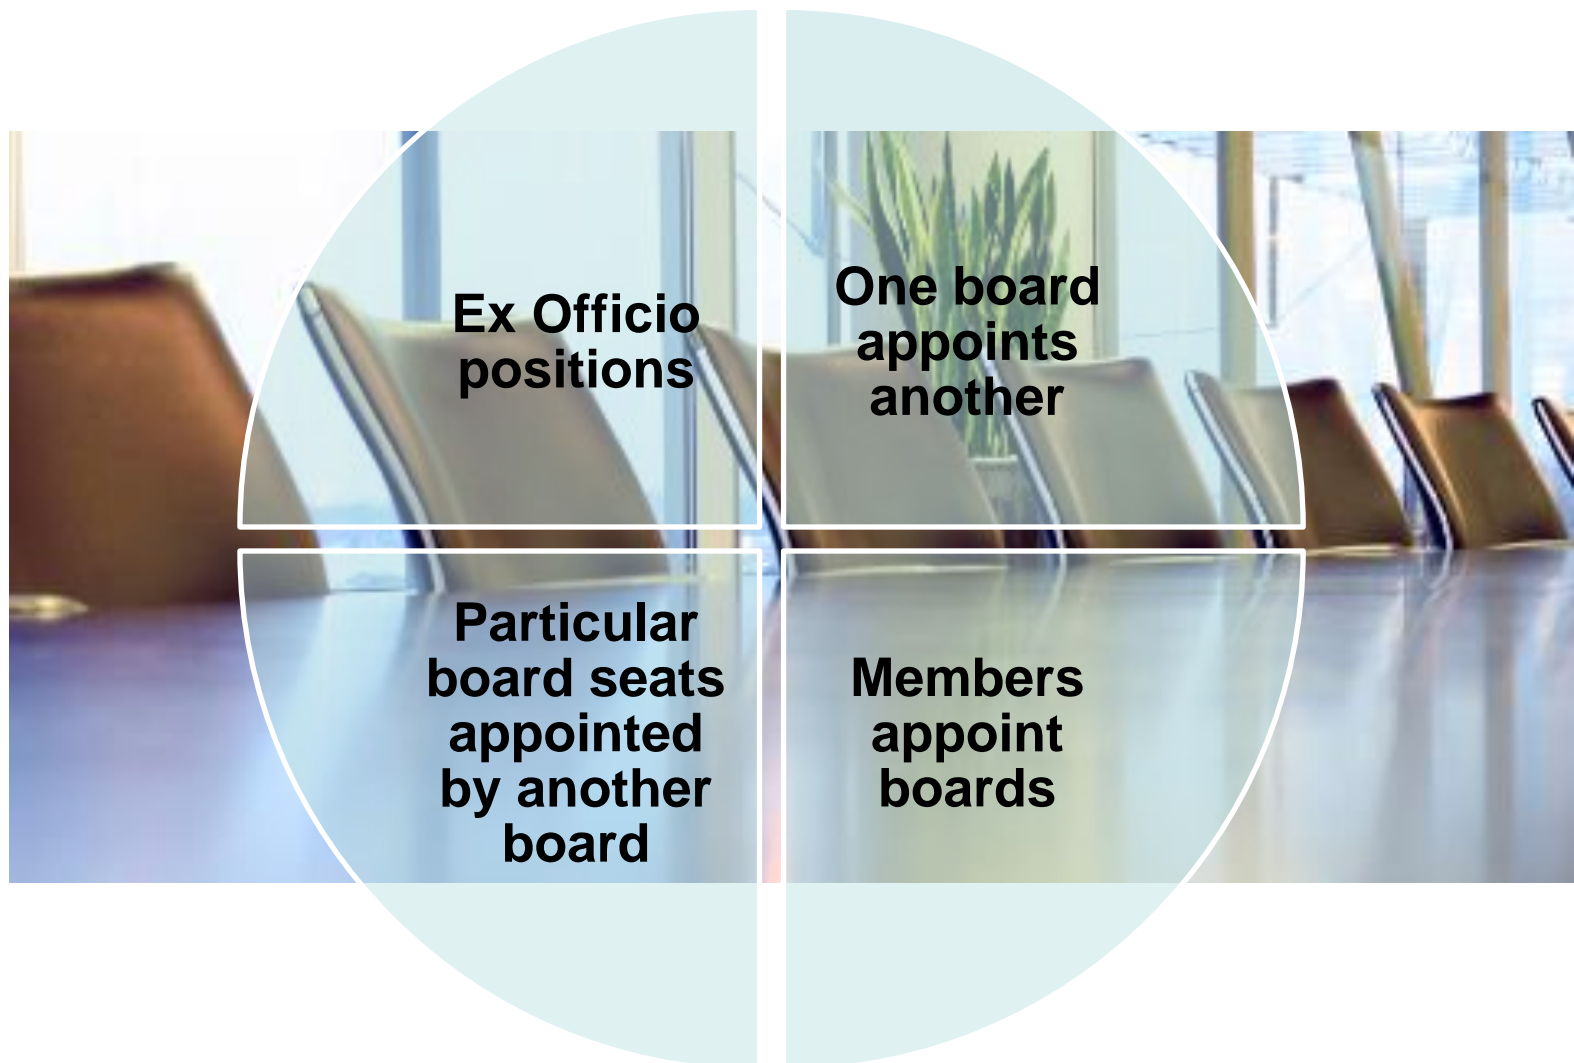 Ex Officio
positions
One board
appoints
another
Particular
board seats
appointed
by another
board
Members
appoint
boards